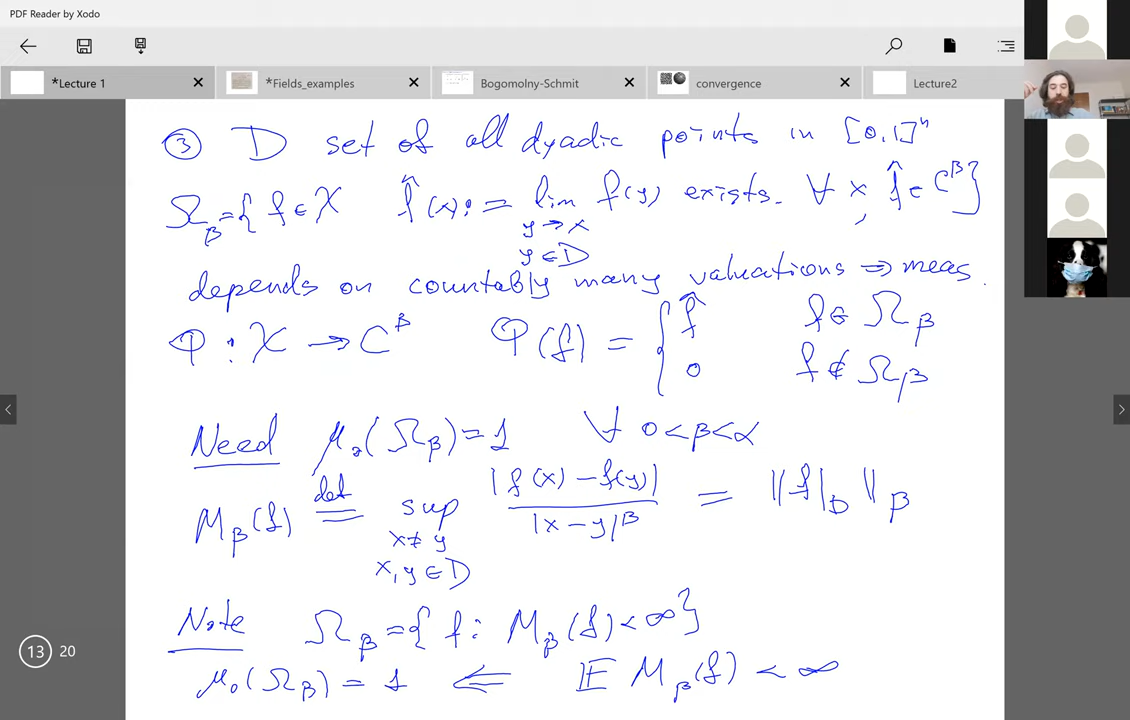 PDF Reader by Xodo
*Lecture 1 *Fields_examples Bogomolny-Schmit convergence Lecture2
③ D set of all dyadic points in [0,1]ⁿ
Ω_β = { f ∈ X f̂(x) := lim f(y) exists. ∀ x, f̂ ∈ C^β }
y → x
y ∈ D
depends on countably many valuations ⇒ meas.
Φ : X → C^β Φ(f) = { f̂ f ∈ Ω_β
0 f ∉ Ω_β
Need μ₀(Ω_β) = 1 ∀ 0<β<α
M_β(f) def= sup |f(x) − f(y)| / |x − y|^β = ‖f|_D‖_β
x ≠ y
x, y ∈ D
Note Ω_β = { f : M_β(f) < ∞ }
μ₀(Ω_β) = 1 ⇐ 𝔼 M_β(f) < ∞
13 20